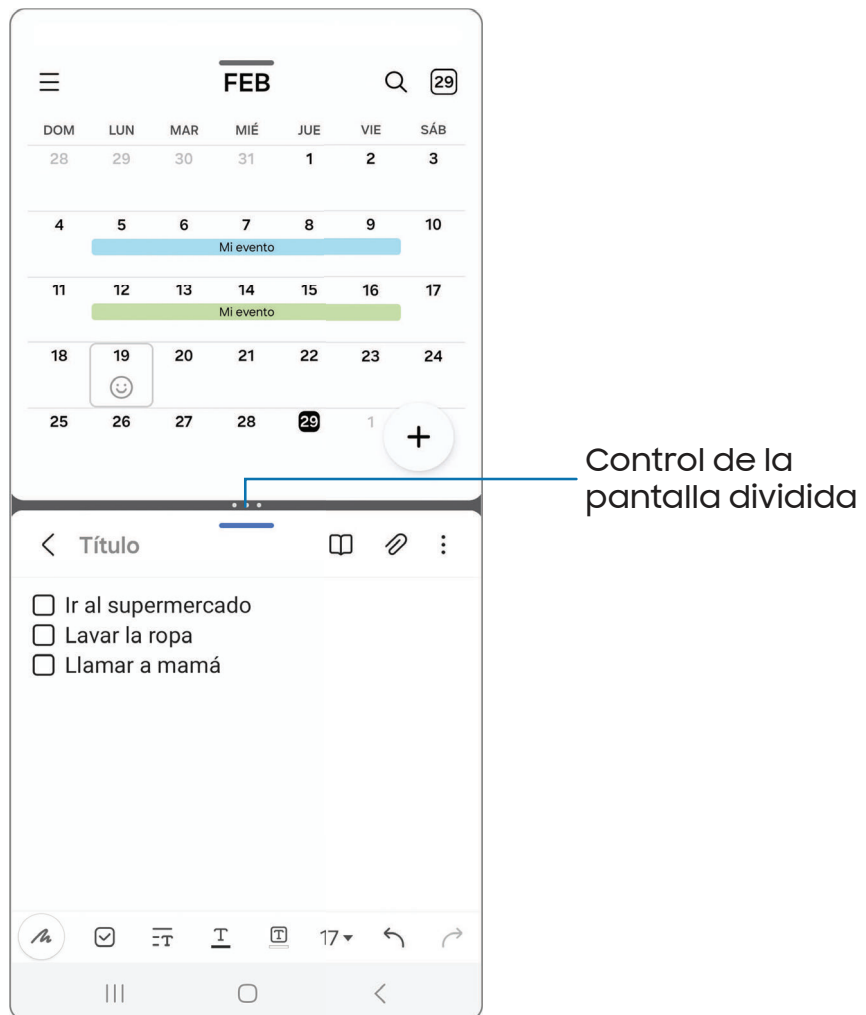 FEB 29
DOM LUN MAR MIÉ JUE VIE SÁB
28 29 30 31 1 2 3
4 5 6 7 8 9 10
Mi evento
11 12 13 14 15 16 17
Mi evento
18 19 20 21 22 23 24
25 26 27 28 29 1
Control de la
pantalla dividida
Título
Ir al supermercado
Lavar la ropa
Llamar a mamá
T T T 17